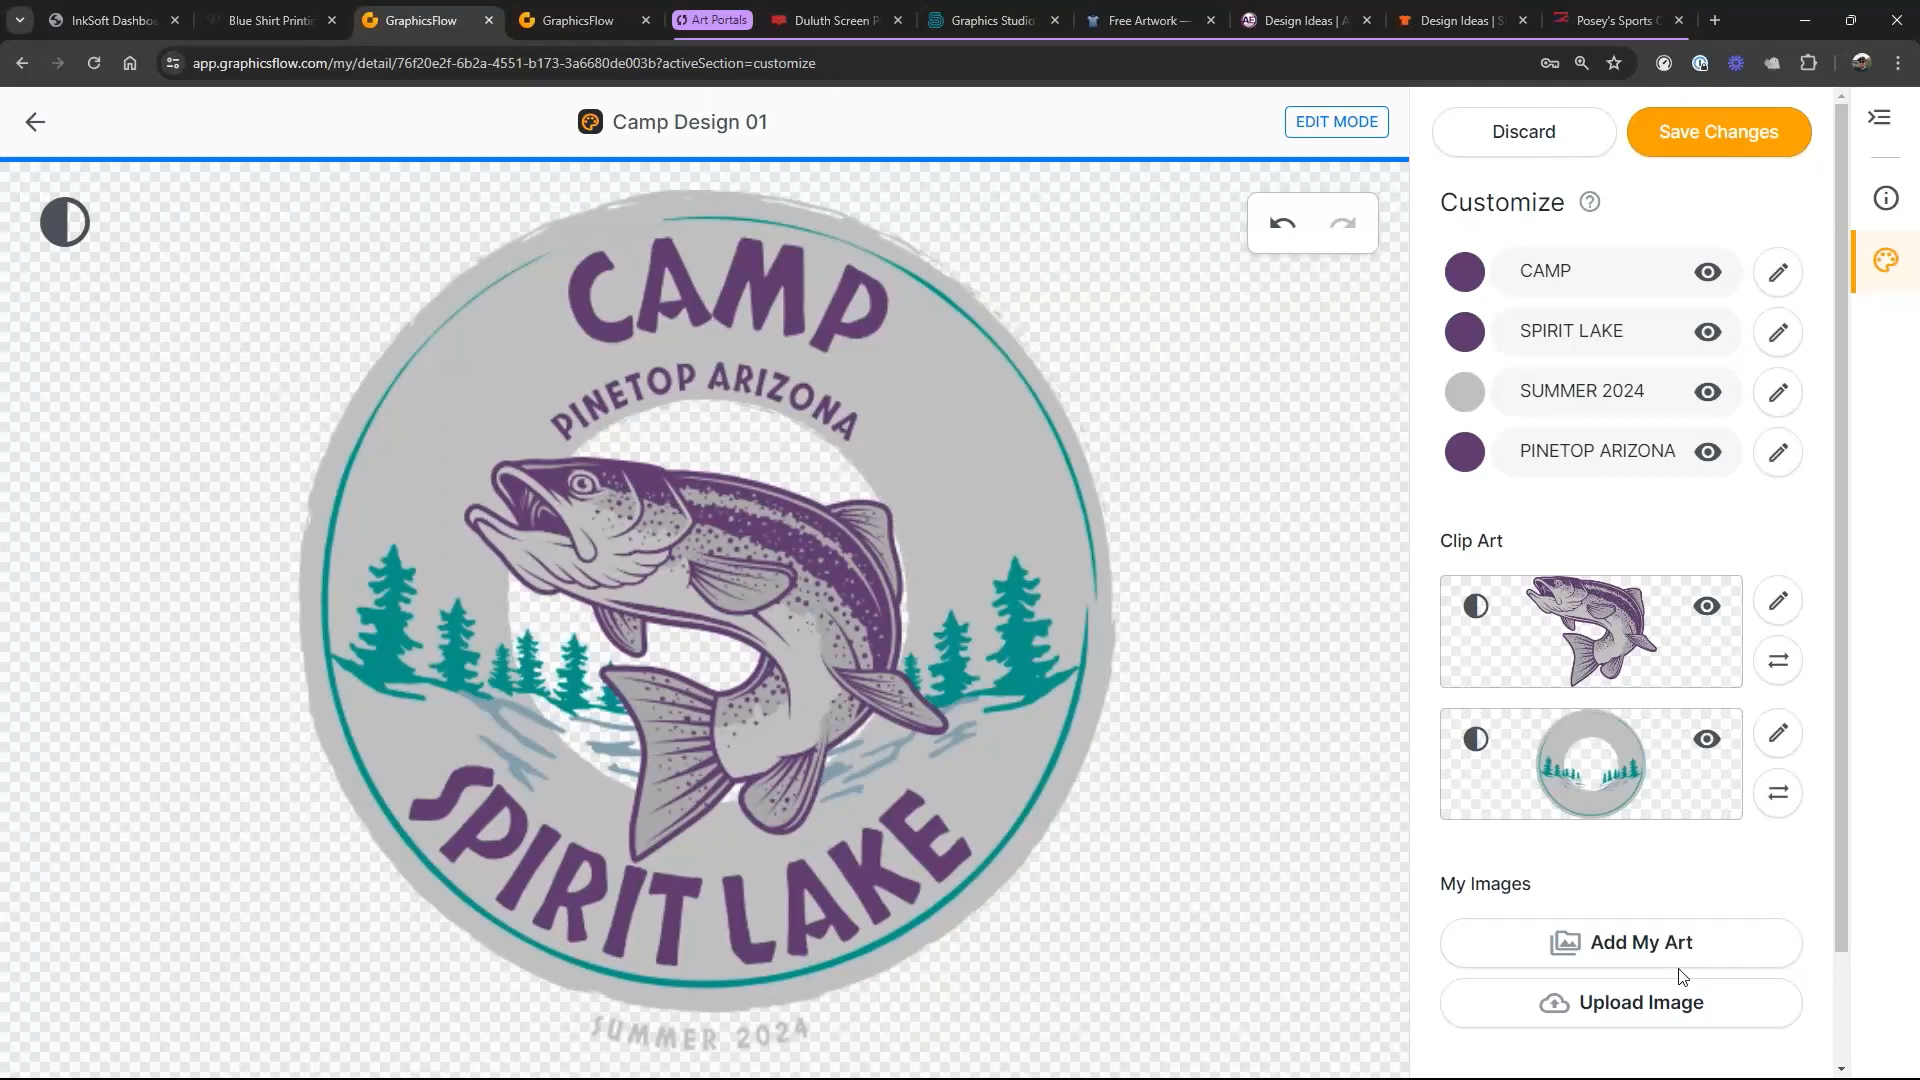 InkSoft Dashbo
Blue Shirt Printi
GraphicsFlow
GraphicsFlow
Art Portals
Duluth Screen P
Graphics Studio
Free Artwork —
Design Ideas | A
Design Ideas | S
Posey's Sports C
app.graphicsflow.com/my/detail/76f20e2f-6b2a-4551-b173-3a6680de003b?activeSection=customize
Camp Design 01
EDIT MODE
Discard
Save Changes
CAMP
PINETOP ARIZONA
SPIRIT LAKE
SUMMER 2024
Customize
CAMP
SPIRIT LAKE
SUMMER 2024
PINETOP ARIZONA
Clip Art
My Images
Add My Art
Upload Image